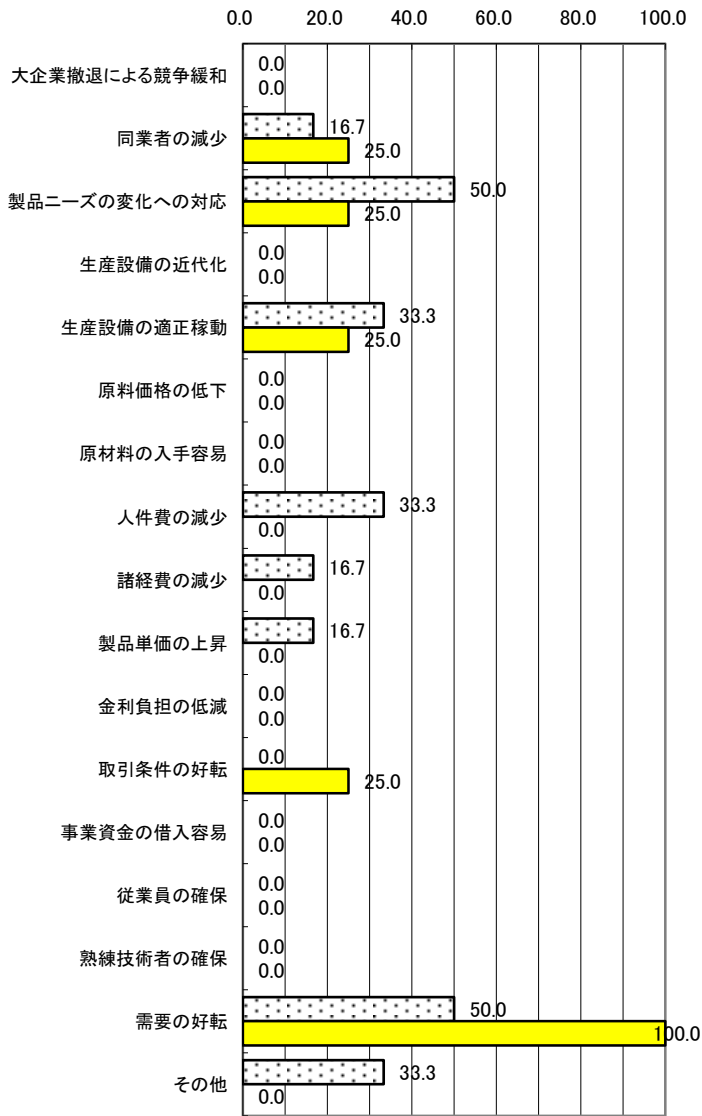 0.0 20.0 40.0 60.0 80.0 100.0
大企業撤退による競争緩和
0.0
0.0
同業者の減少
16.7
25.0
製品ニーズの変化への対応
50.0
25.0
生産設備の近代化
0.0
0.0
生産設備の適正稼動
33.3
25.0
原料価格の低下
0.0
0.0
原材料の入手容易
0.0
0.0
人件費の減少
33.3
0.0
諸経費の減少
16.7
0.0
製品単価の上昇
16.7
0.0
金利負担の低減
0.0
0.0
取引条件の好転
0.0
25.0
事業資金の借入容易
0.0
0.0
従業員の確保
0.0
0.0
熟練技術者の確保
0.0
0.0
需要の好転
50.0
100.0
その他
33.3
0.0